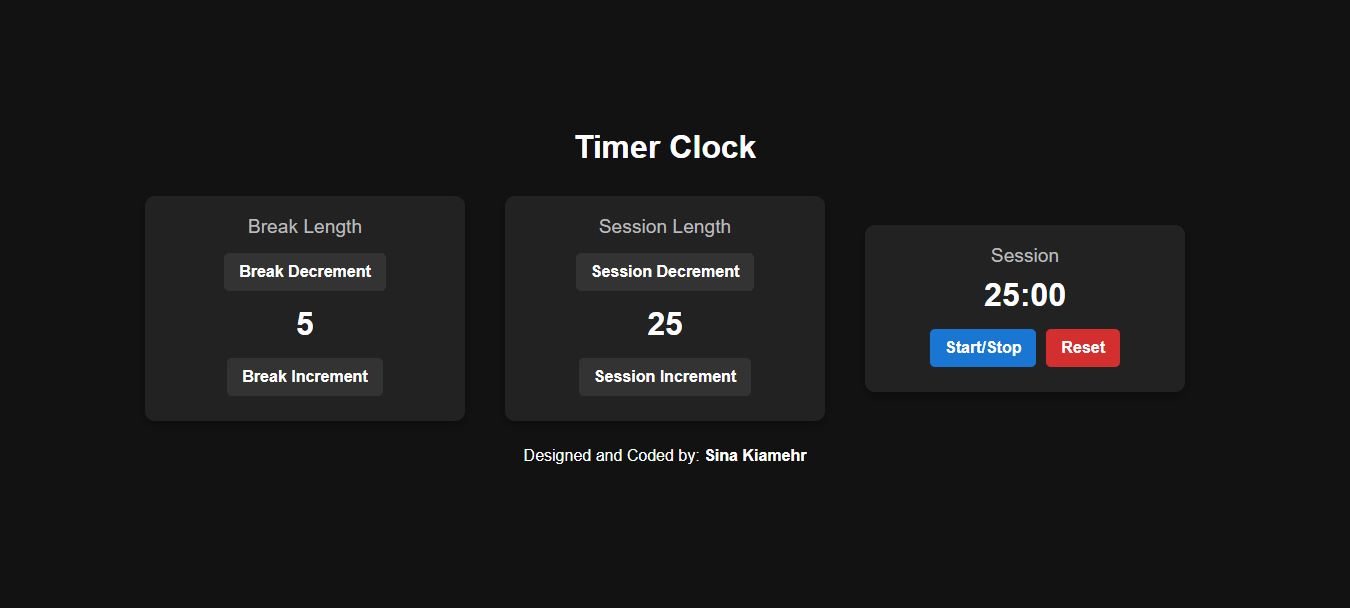 Timer Clock
Break Length
Break Decrement
5
Break Increment
Session Length
Session Decrement
25
Session Increment
Session
25:00
Start/Stop
Reset
Designed and Coded by: Sina Kiamehr